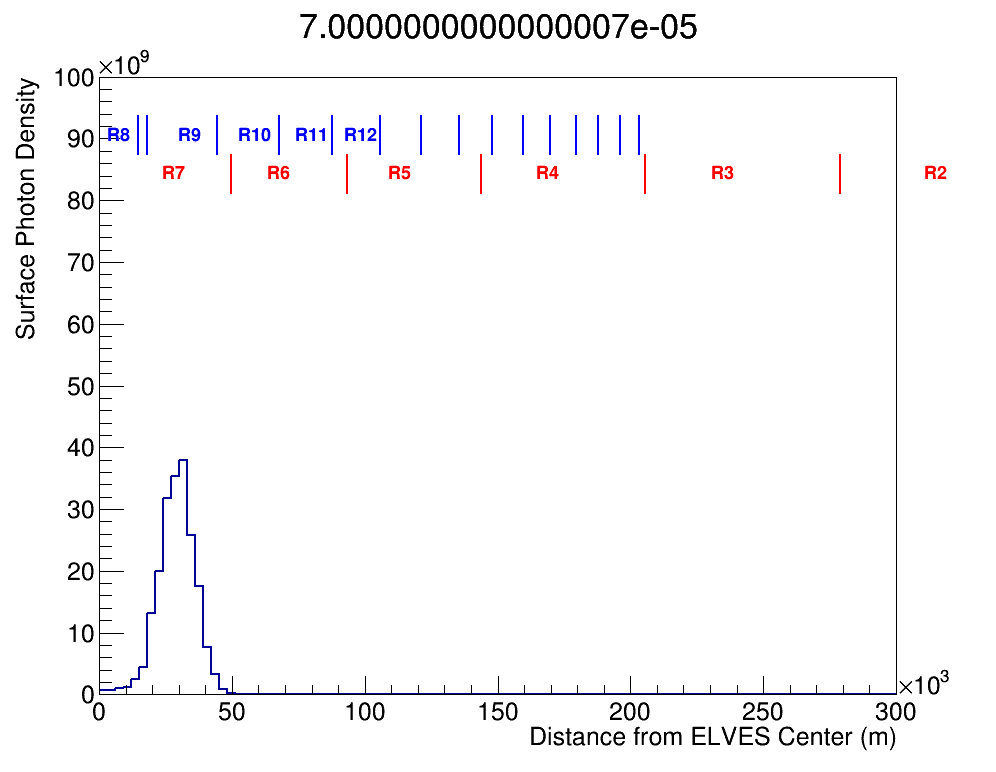 7.0000000000000007e-05
×10⁹
Surface Photon Density
100
90
80
70
60
50
40
30
20
10
0
R8 R9 R10 R11 R12
R7 R6 R5 R4 R3 R2
0 50 100 150 200 250 300
×10³
Distance from ELVES Center (m)